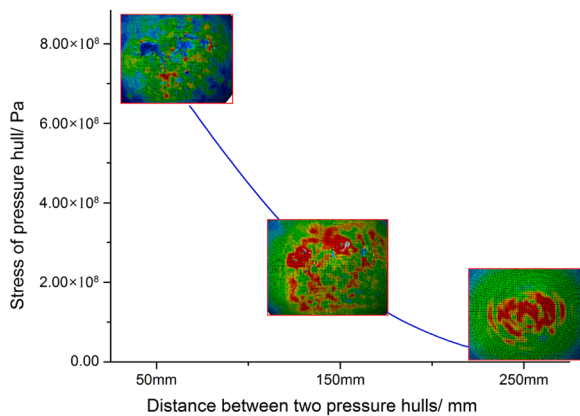 Stress of pressure hull/ Pa
8.00×10⁸
6.00×10⁸
4.00×10⁸
2.00×10⁸
0.00
50mm 150mm 250mm
Distance between two pressure hulls/ mm